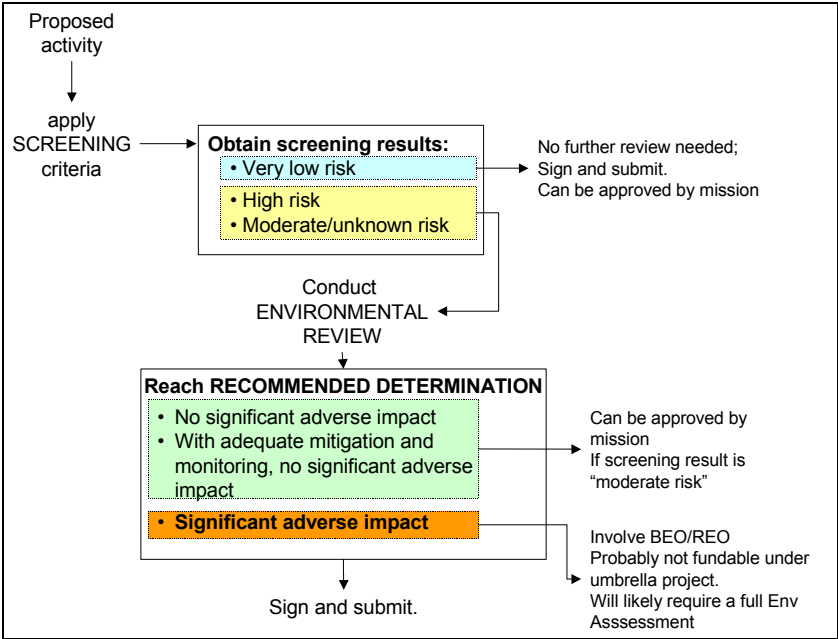 Proposed
activity
apply
SCREENING
criteria
Obtain screening results:
• Very low risk
• High risk
• Moderate/unknown risk
No further review needed;
Sign and submit.
Can be approved by mission
Conduct
ENVIRONMENTAL
REVIEW
Reach RECOMMENDED DETERMINATION
• No significant adverse impact
• With adequate mitigation and
monitoring, no significant adverse
impact
• Significant adverse impact
Can be approved by
mission
If screening result is
“moderate risk”
Involve BEO/REO
Probably not fundable under
umbrella project.
Will likely require a full Env
Asssessment
Sign and submit.